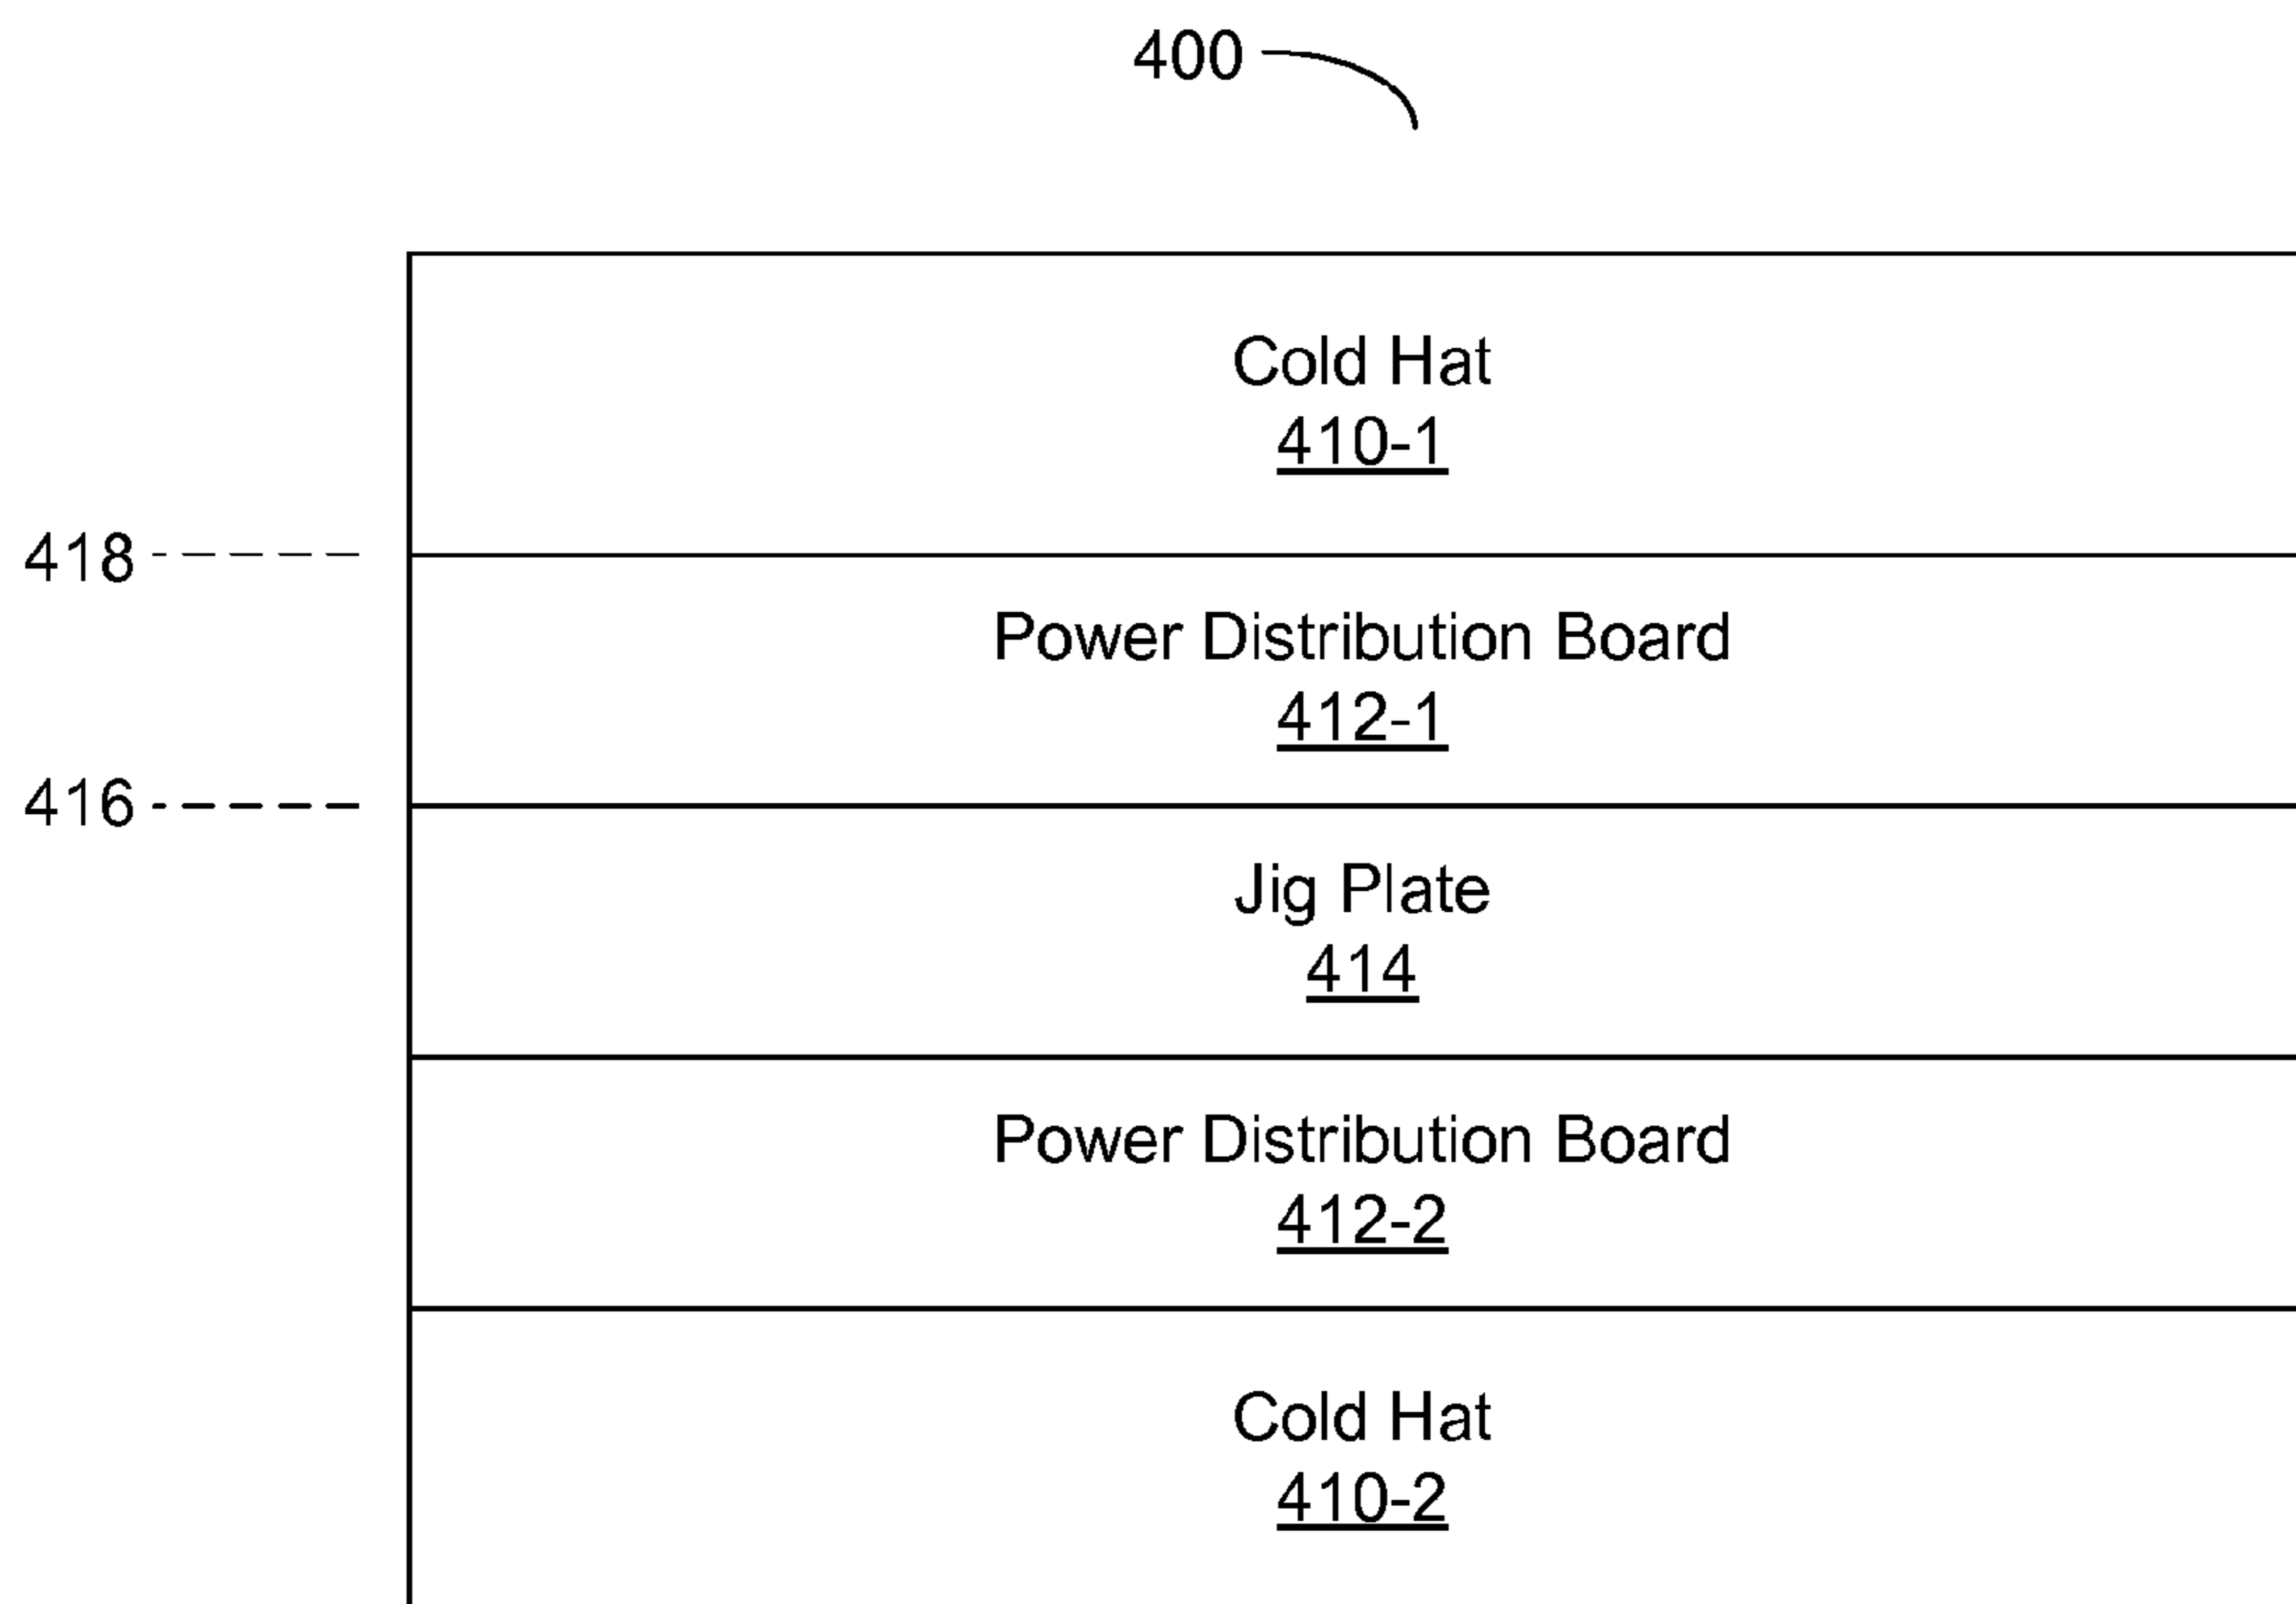 400
Cold Hat
410-1
418
Power Distribution Board
412-1
416
Jig Plate
414
Power Distribution Board
412-2
Cold Hat
410-2